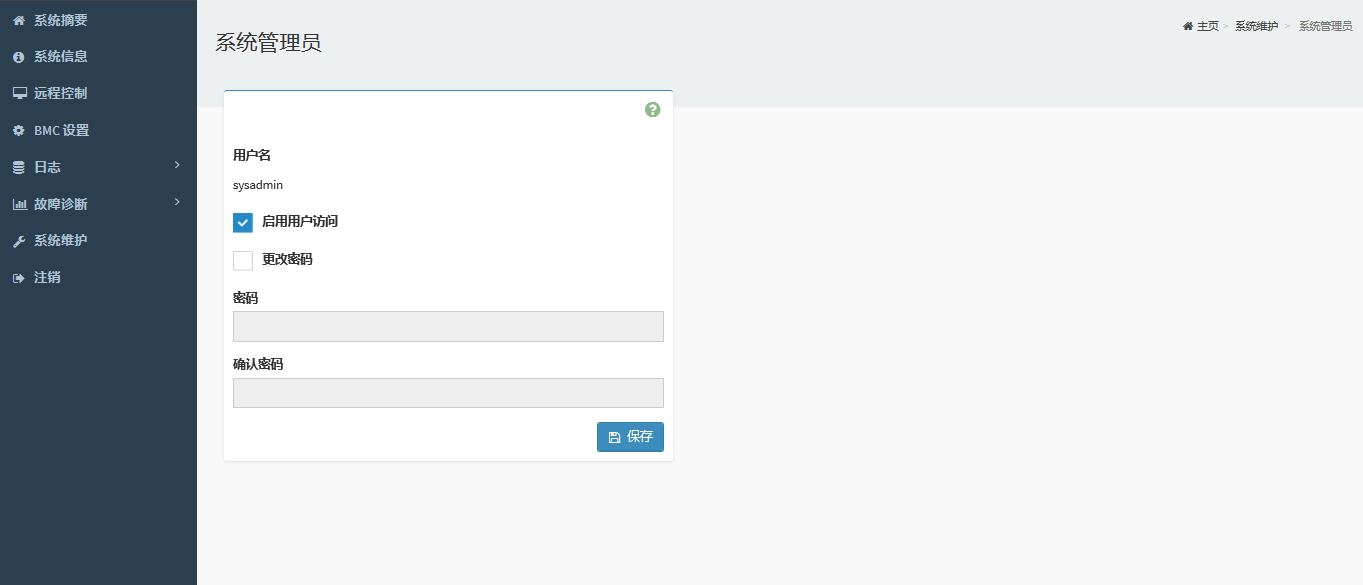 系统摘要
系统信息
远程控制
BMC 设置
日志
故障诊断
系统维护
注销
系统管理员
主页 > 系统维护 > 系统管理员
用户名
sysadmin
启用用户访问
更改密码
密码
确认密码
保存